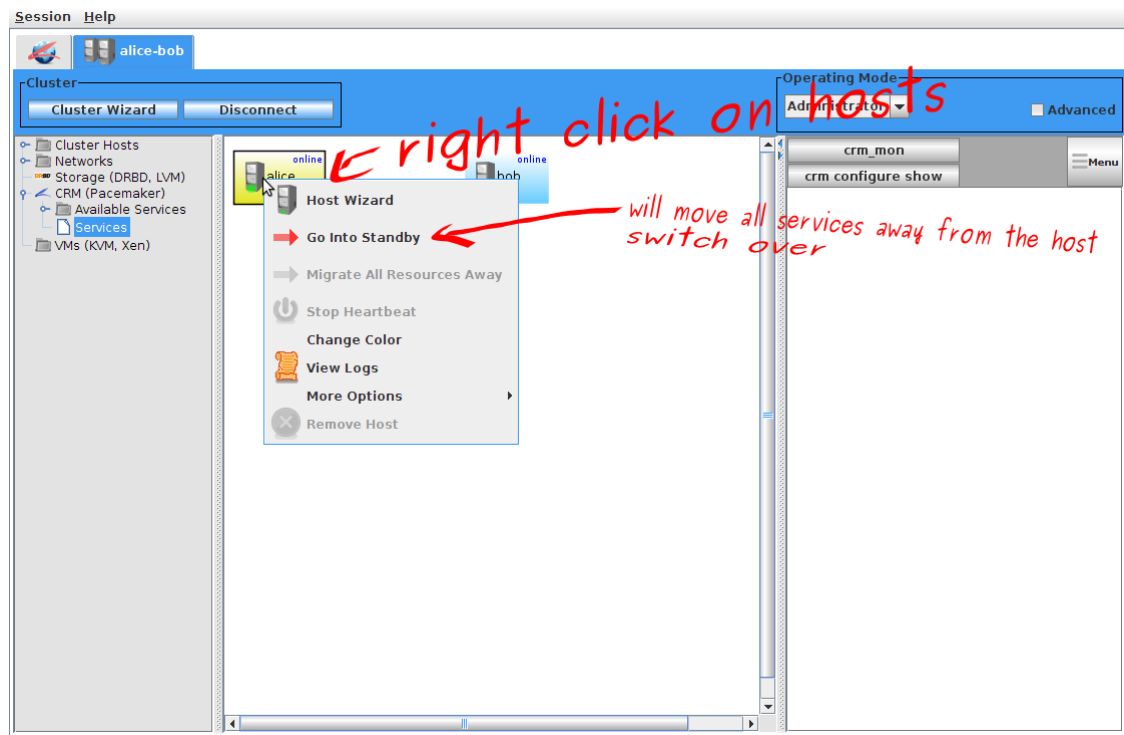 Session Help
alice-bob
Cluster
Cluster Wizard Disconnect
Operating Mode
Administrator
Advanced
right click on hosts
Cluster Hosts
Networks
Storage (DRBD, LVM)
CRM (Pacemaker)
Available Services
Services
VMs (KVM, Xen)
online
alice
online
bob
Host Wizard
Go Into Standby
Migrate All Resources Away
Stop Heartbeat
Change Color
View Logs
More Options
Remove Host
will move all services away from the host
switch over
crm_mon
crm configure show
Menu